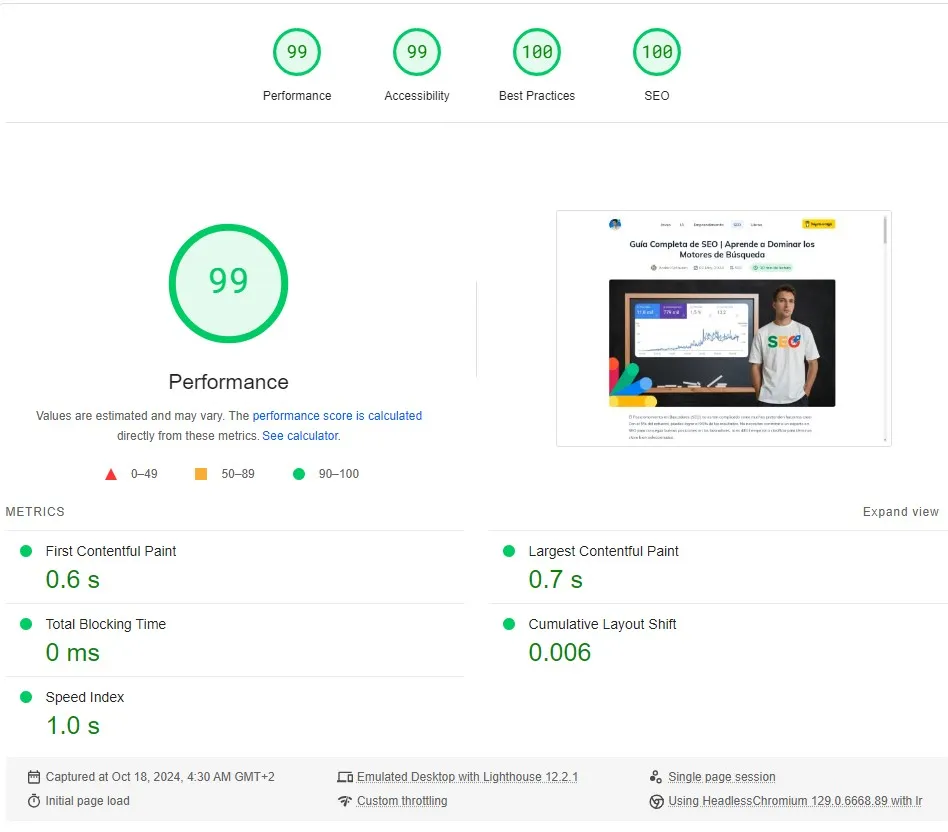 99
99
100
100
Performance
Accessibility
Best Practices
SEO
99
Performance
Values are estimated and may vary. The performance score is calculated
directly from these metrics. See calculator.
0–49
50–89
90–100
Inicio
IA
Emprendimiento
SEO
Libros
Guía Completa de SEO | Aprende a Dominar los
Motores de Búsqueda
SEO
METRICS
Expand view
First Contentful Paint
0.6 s
Largest Contentful Paint
0.7 s
Total Blocking Time
0 ms
Cumulative Layout Shift
0.006
Speed Index
1.0 s
Captured at Oct 18, 2024, 4:30 AM GMT+2
Emulated Desktop with Lighthouse 12.2.1
Single page session
Initial page load
Custom throttling
Using HeadlessChromium 129.0.6668.89 with lr